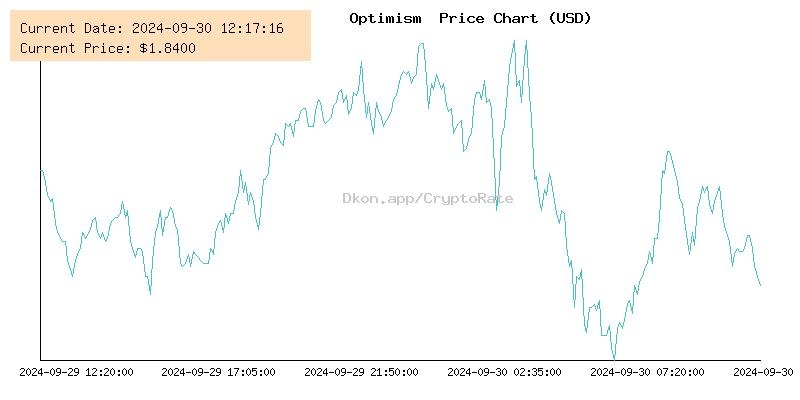 Optimism  Price Chart (USD)
Current Date: 2024-09-30 12:17:16
Current Price: $1.8400
Dkon.app/CryptoRate
2024-09-29 12:20:00 2024-09-29 17:05:00 2024-09-29 21:50:00 2024-09-30 02:35:00 2024-09-30 07:20:00 2024-09-30